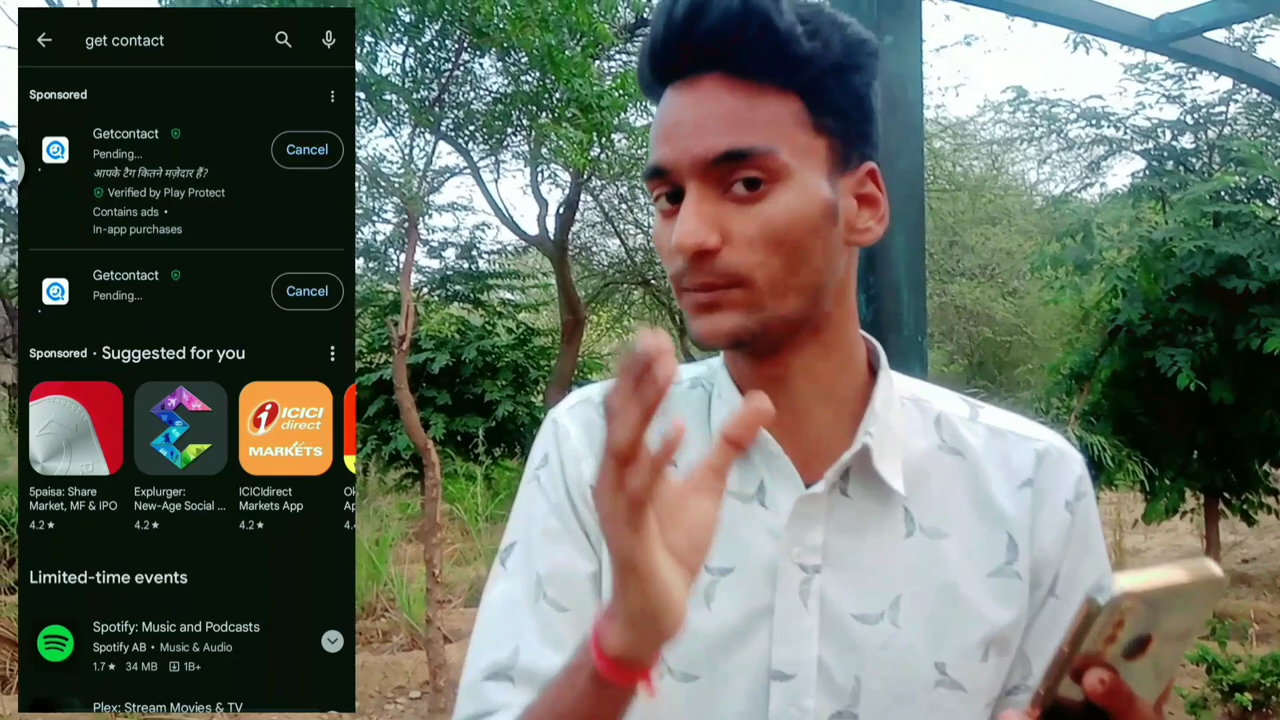 get contact
Sponsored
Getcontact
Pending...
आपके टैग कितने मज़ेदार हैं?
Verified by Play Protect
Contains ads •
In-app purchases
Cancel
Getcontact
Pending...
Cancel
Sponsored · Suggested for you
ICICI
direct
MARKETS
5paisa: Share
Market, MF & IPO
4.2★
Explurger:
New-Age Social ...
4.2★
ICICIdirect
Markets App
4.2★
Limited-time events
Spotify: Music and Podcasts
Spotify AB • Music & Audio
1.7★ 34 MB 1B+
Plex: Stream Movies & TV